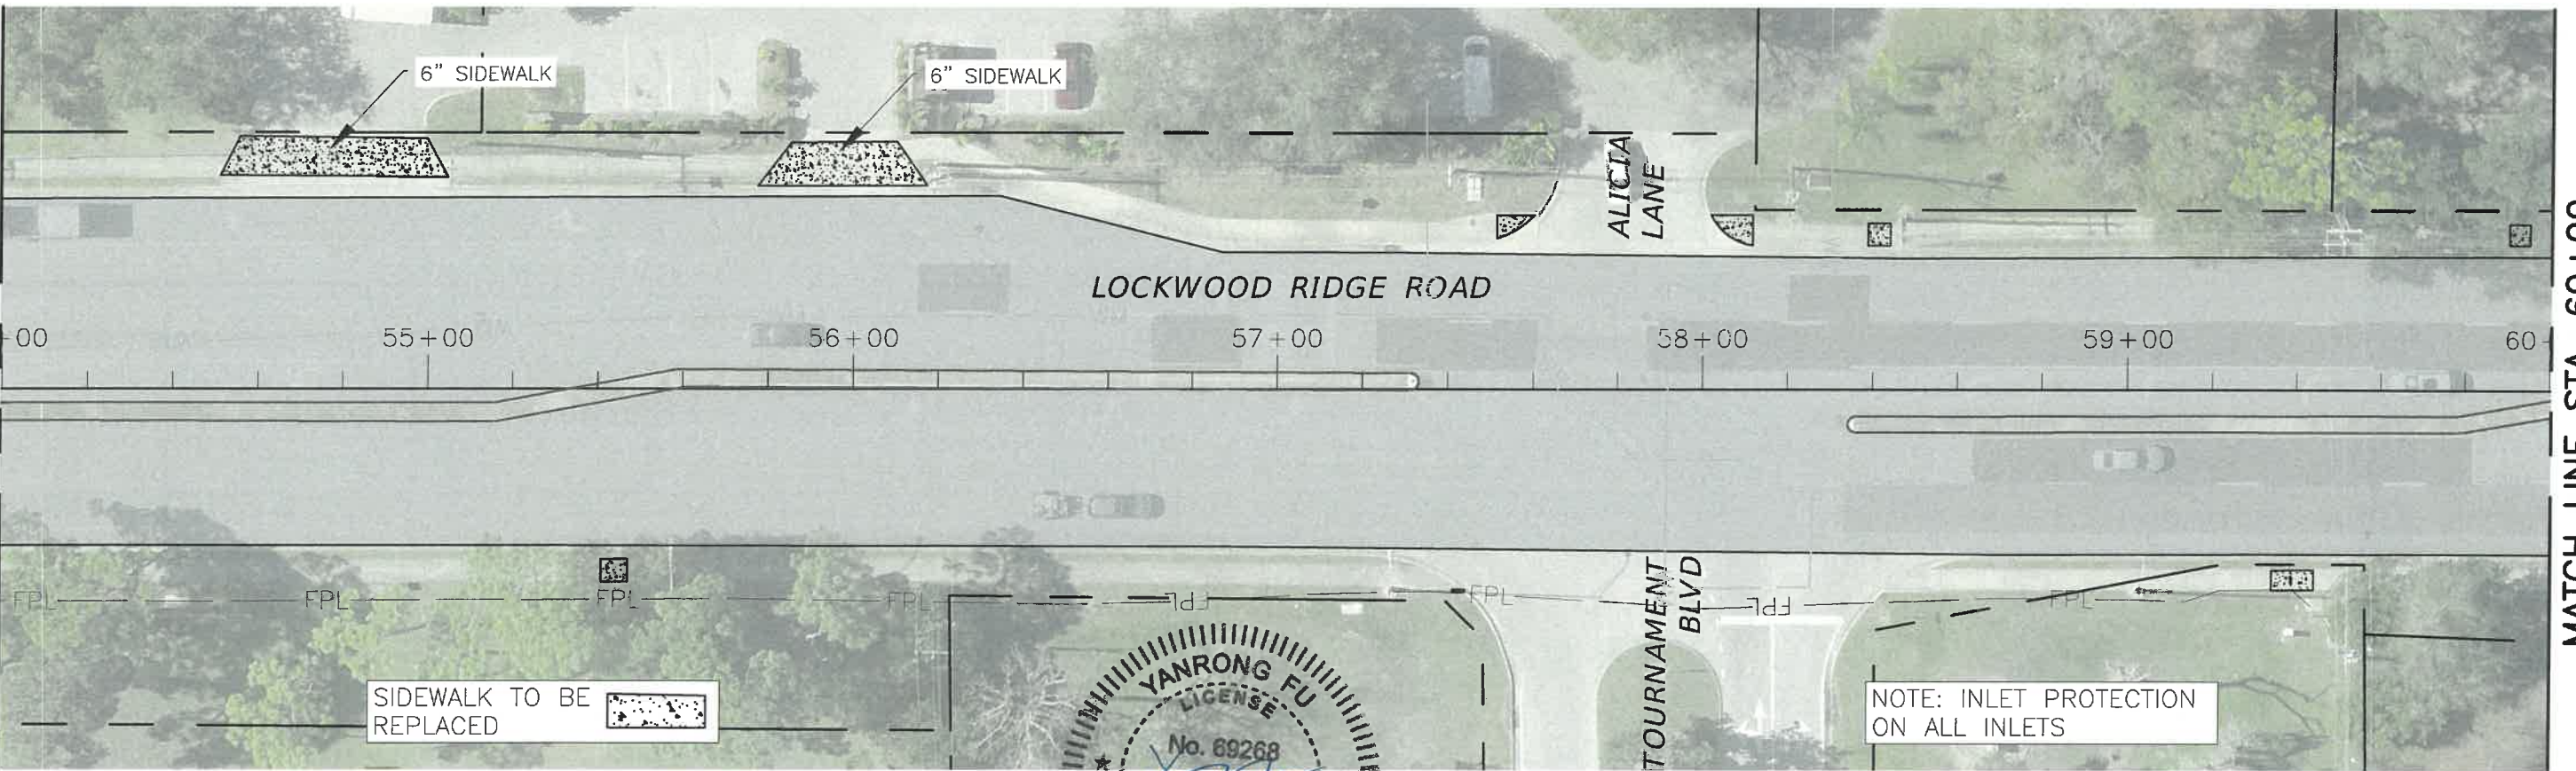 6" SIDEWALK
6" SIDEWALK
ALICIA
LANE
LOCKWOOD RIDGE ROAD
+00
55+00
56+00
57+00
58+00
59+00
60
FPL
FPL
FPL
FPL
FPL
FPL
FPL
FPL
TOURNAMENT
BLVD
SIDEWALK TO BE
REPLACED
YANRONG FU
LICENSE
No. 69268
NOTE: INLET PROTECTION
ON ALL INLETS
MATCH LINE STA. 60+00